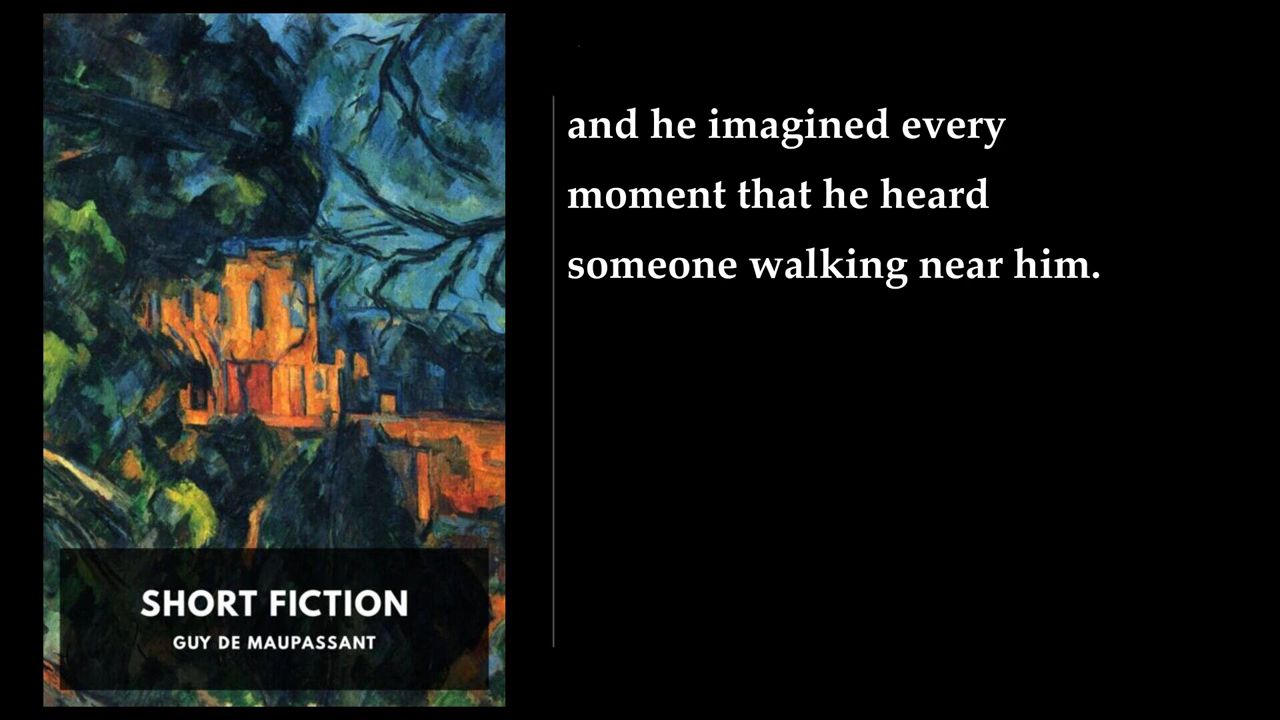 and he imagined every
moment that he heard
someone walking near him.
SHORT FICTION
GUY DE MAUPASSANT